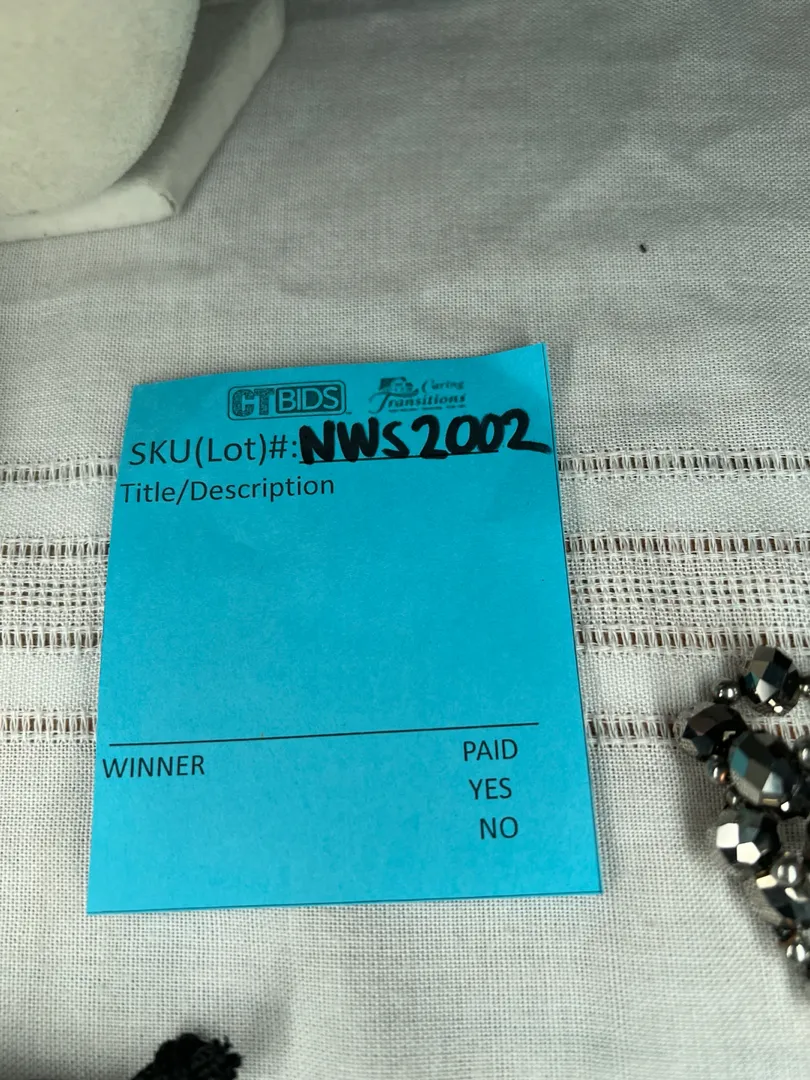 CTBIDS Caring
Transitions
SKU(Lot)#:NWS2002
Title/Description
WINNER
PAID
YES
NO